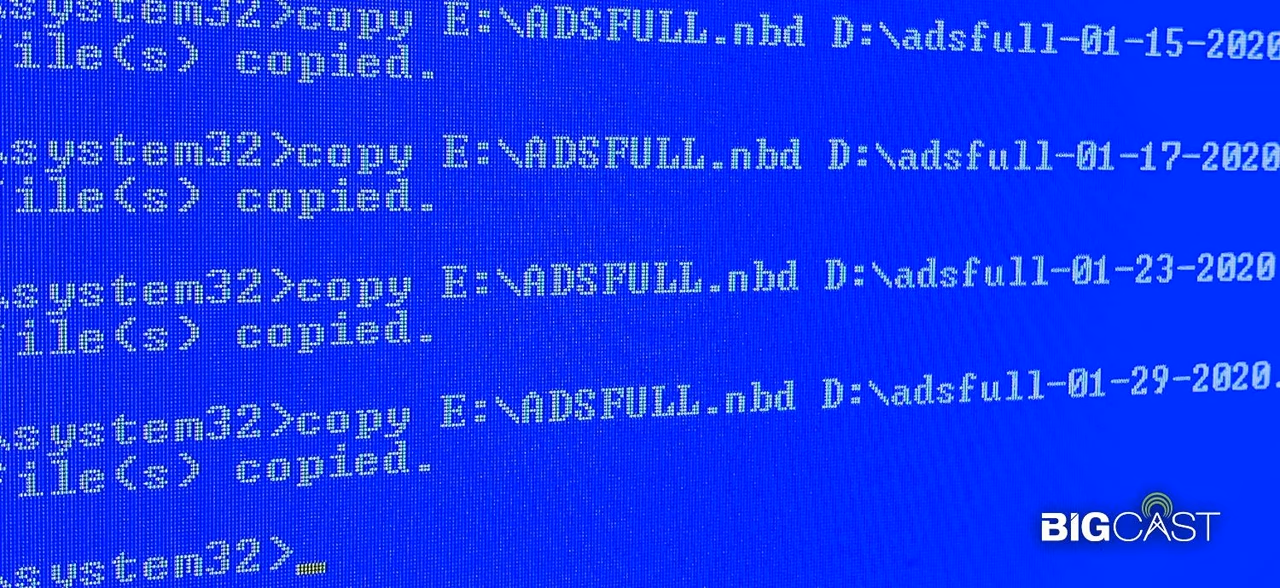 system32>copy E:\ADSFULL.nbd D:\adsfull-01-15-2020
ile(s) copied.
\system32>copy E:\ADSFULL.nbd D:\adsfull-01-17-2020
ile(s) copied.
\system32>copy E:\ADSFULL.nbd D:\adsfull-01-23-2020
ile(s) copied.
\system32>copy E:\ADSFULL.nbd D:\adsfull-01-29-2020.
file(s) copied.
\system32>
BIGCAST